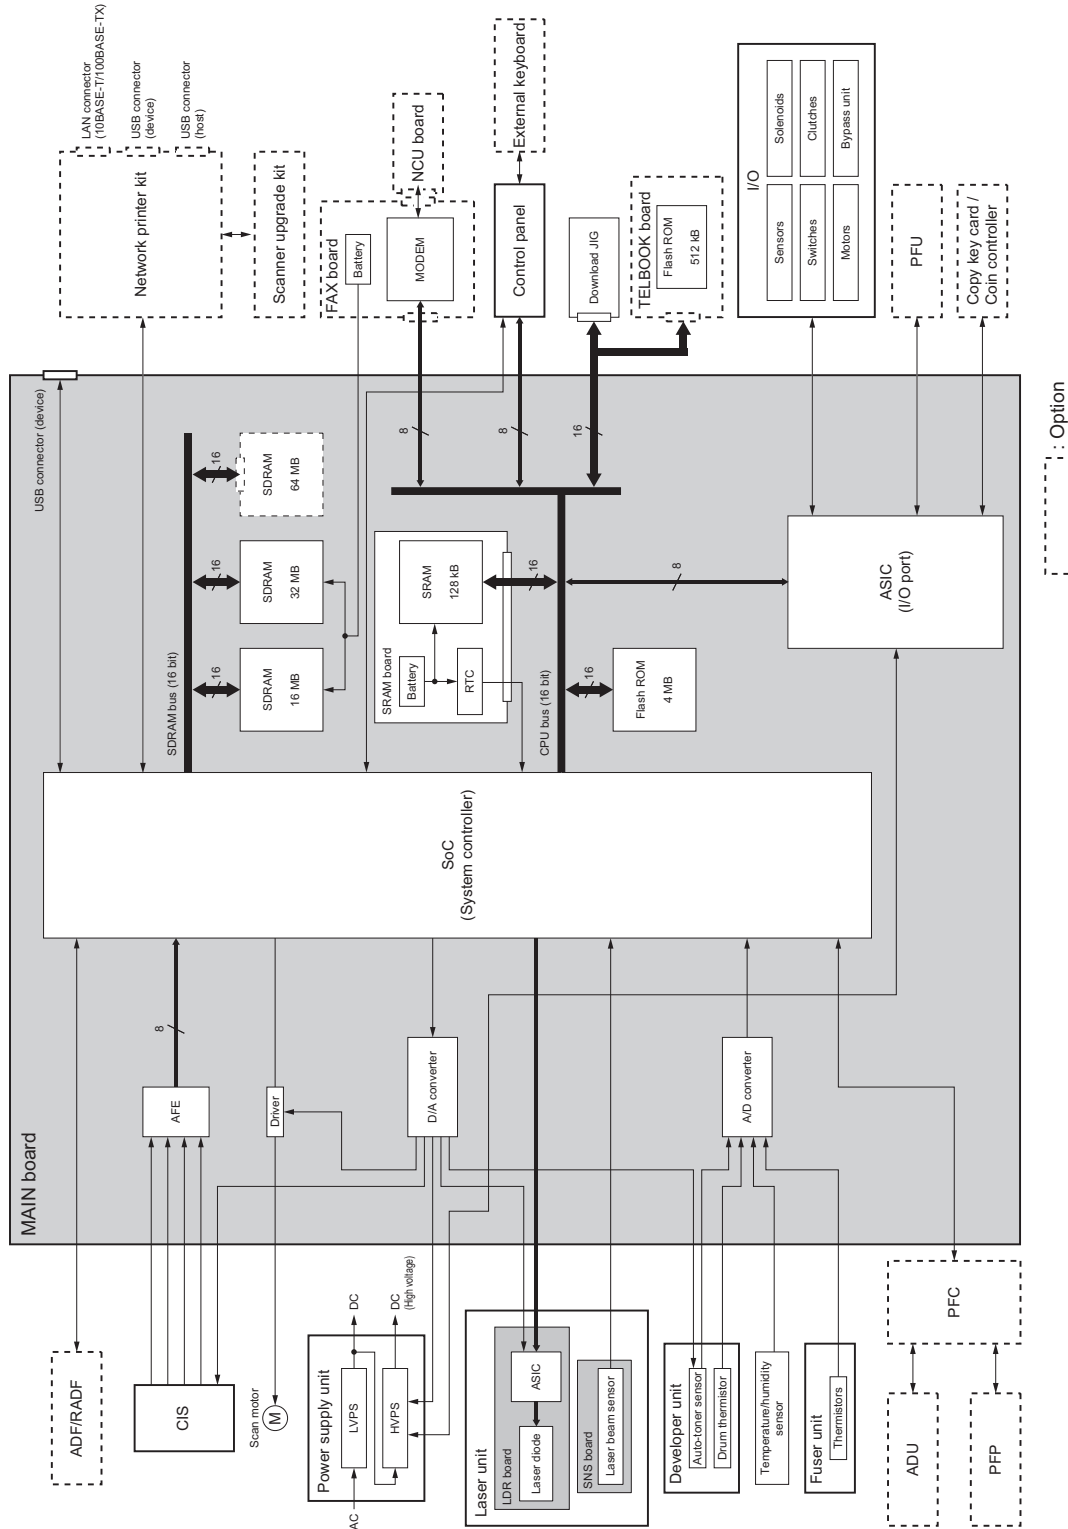 LAN connector
(10BASE-T/100BASE-TX)
USB connector
(device)
USB connector
(host)
Network printer kit
Scanner upgrade kit
NCU board
FAX board
Battery
MODEM
External keyboard
Control panel
Download JIG
TELBOOK board
Flash ROM
512 kB
I/O
Sensors
Solenoids
Switches
Clutches
Motors
Bypass unit
PFU
Copy key card /
Coin controller
: Option
MAIN board
USB connector (device)
SDRAM bus (16 bit)
16
SDRAM
16 MB
16
SDRAM
32 MB
16
SDRAM
64 MB
8
8
16
SRAM board
Battery
RTC
SRAM
128 kB
16
CPU bus (16 bit)
16
Flash ROM
4 MB
8
ASIC
(I/O port)
SoC
(System controller)
8
AFE
Driver
D/A converter
A/D converter
ADF/RADF
CIS
Scan motor
M
Power supply unit
LVPS
HVPS
AC
DC
DC
(High voltage)
Laser unit
LDR board
ASIC
Laser diode
SNS board
Laser beam sensor
Developer unit
Auto-toner sensor
Drum thermistor
Temperature/humidity
sensor
Fuser unit
Thermistors
PFC
ADU
PFP